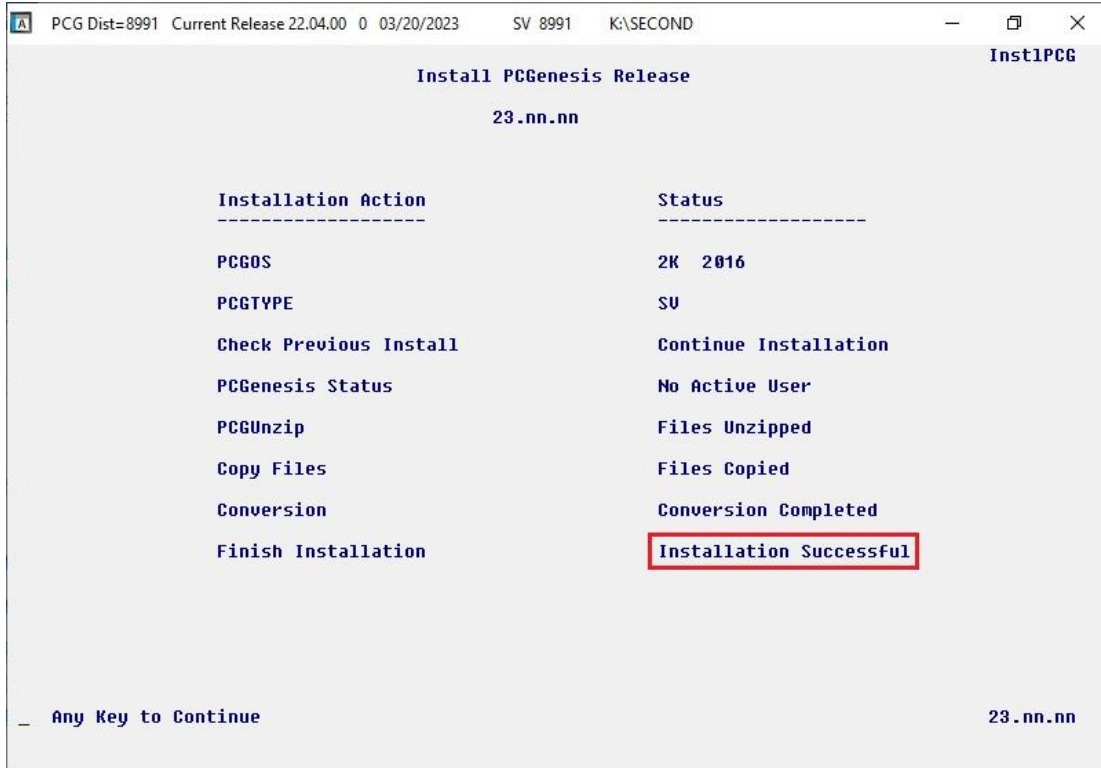 A PCG Dist=8991 Current Release 22.04.00 0 03/20/2023 SV 8991 K:\SECOND
InstlPCG
Install PCGenesis Release
23.nn.nn
Installation Action Status
-------------------- --------------------
PCGOS 2K 2016
PCGTYPE SV
Check Previous Install Continue Installation
PCGenesis Status No Active User
PCGUnzip Files Unzipped
Copy Files Files Copied
Conversion Conversion Completed
Finish Installation Installation Successful
_ Any Key to Continue 23.nn.nn